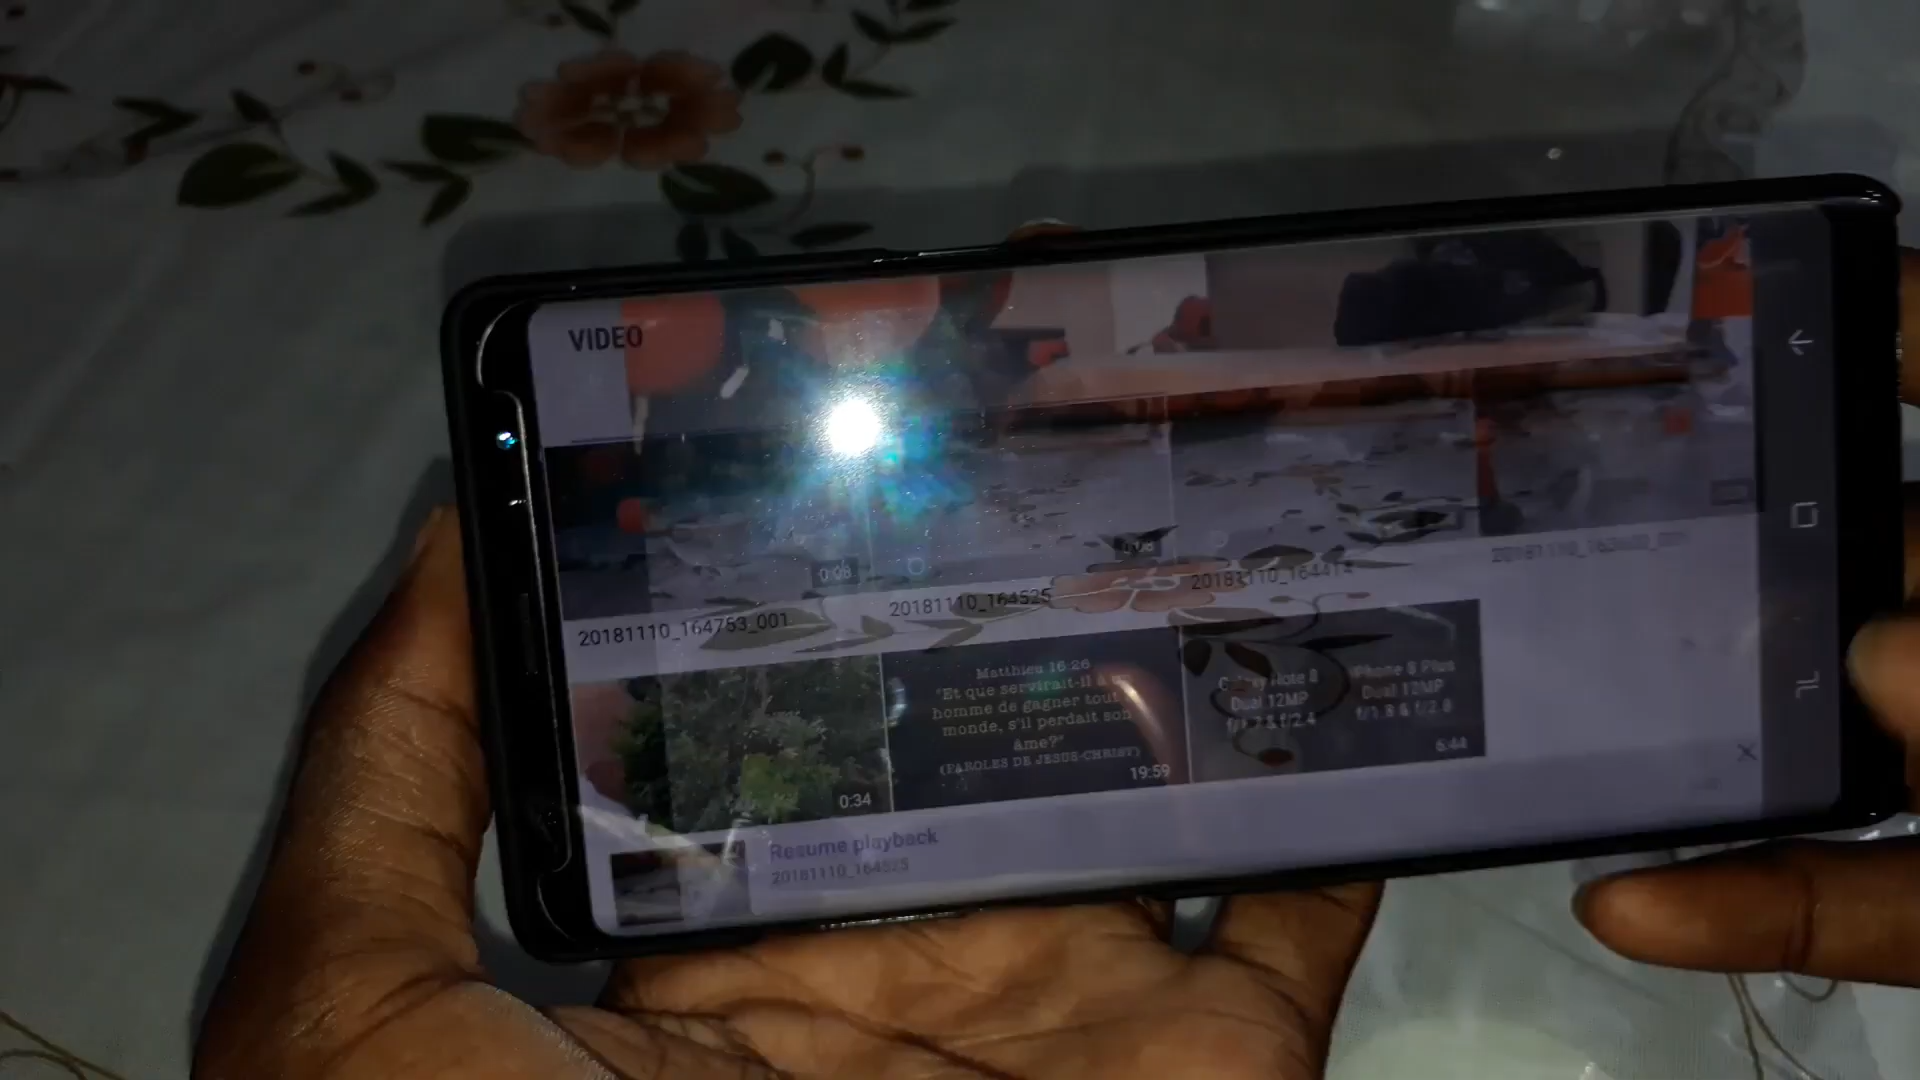 VIDEO
0:08
0:08
20181110_164753_001
20181110_164525
20181110_164414
0:34
Matthieu 16:26
"Et que servirait-il à un
homme de gagner tout
monde, s'il perdait son
âme?"
(PAROLES DE JESUS-CHRIST)
19:59
Galaxy Note 8
Dual 12MP
f/1.7 & f/2.4
iPhone 8 Plus
Dual 12MP
f/1.8 & f/2.8
6:44
Resume playback
20181110_164525